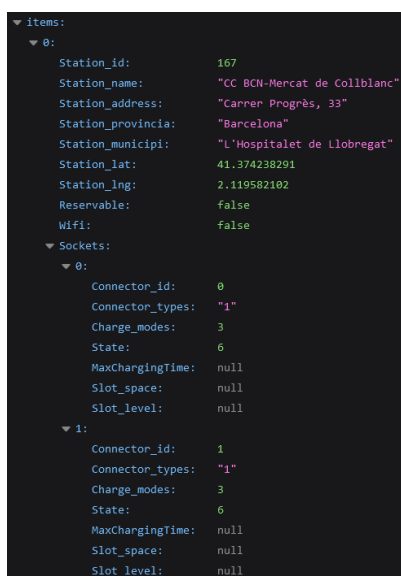 items:
0:
Station_id: 167
Station_name: "CC BCN-Mercat de Collblanc"
Station_address: "Carrer Progrès, 33"
Station_provincia: "Barcelona"
Station_municipi: "L'Hospitalet de Llobregat"
Station_lat: 41.374238291
Station_lng: 2.119582102
Reservable: false
Wifi: false
Sockets:
0:
Connector_id: 0
Connector_types: "1"
Charge_modes: 3
State: 6
MaxChargingTime: null
Slot_space: null
Slot_level: null
1:
Connector_id: 1
Connector_types: "1"
Charge_modes: 3
State: 6
MaxChargingTime: null
Slot_space: null
Slot_level: null